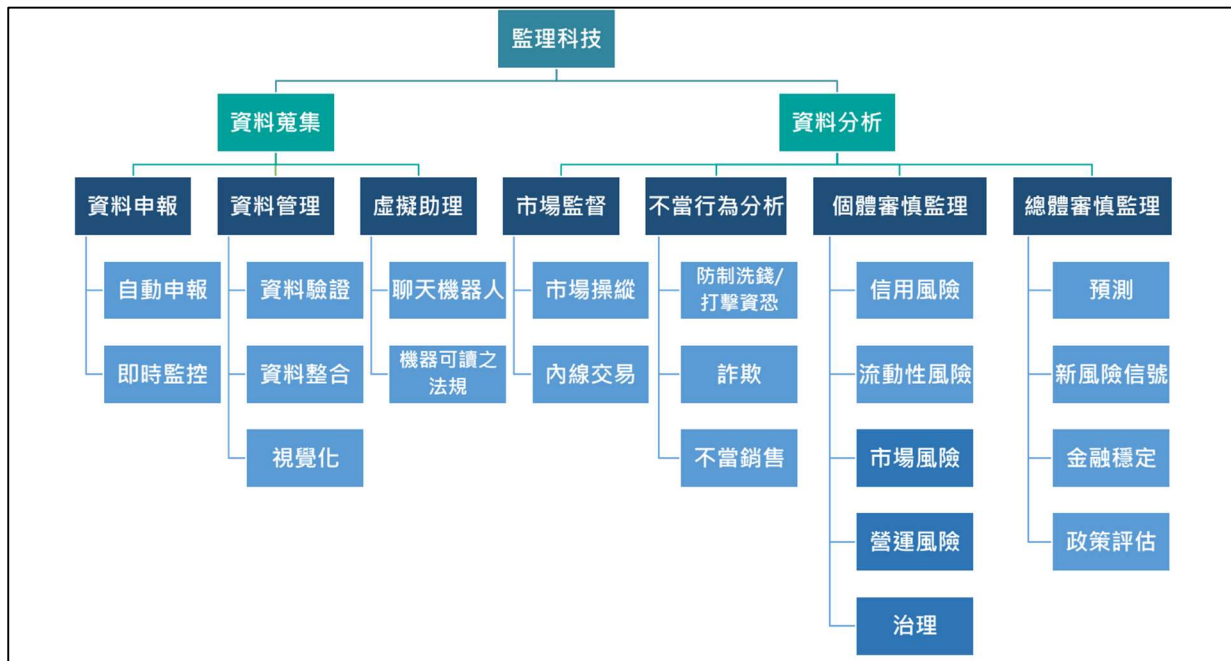 監理科技
資料蒐集
資料分析
資料申報
資料管理
虛擬助理
市場監督
不當行為分析
個體審慎監理
總體審慎監理
自動申報
即時監控
資料驗證
資料整合
視覺化
聊天機器人
機器可讀之
法規
市場操縱
內線交易
防制洗錢/
打擊資恐
詐欺
不當銷售
信用風險
流動性風險
市場風險
營運風險
治理
預測
新風險信號
金融穩定
政策評估